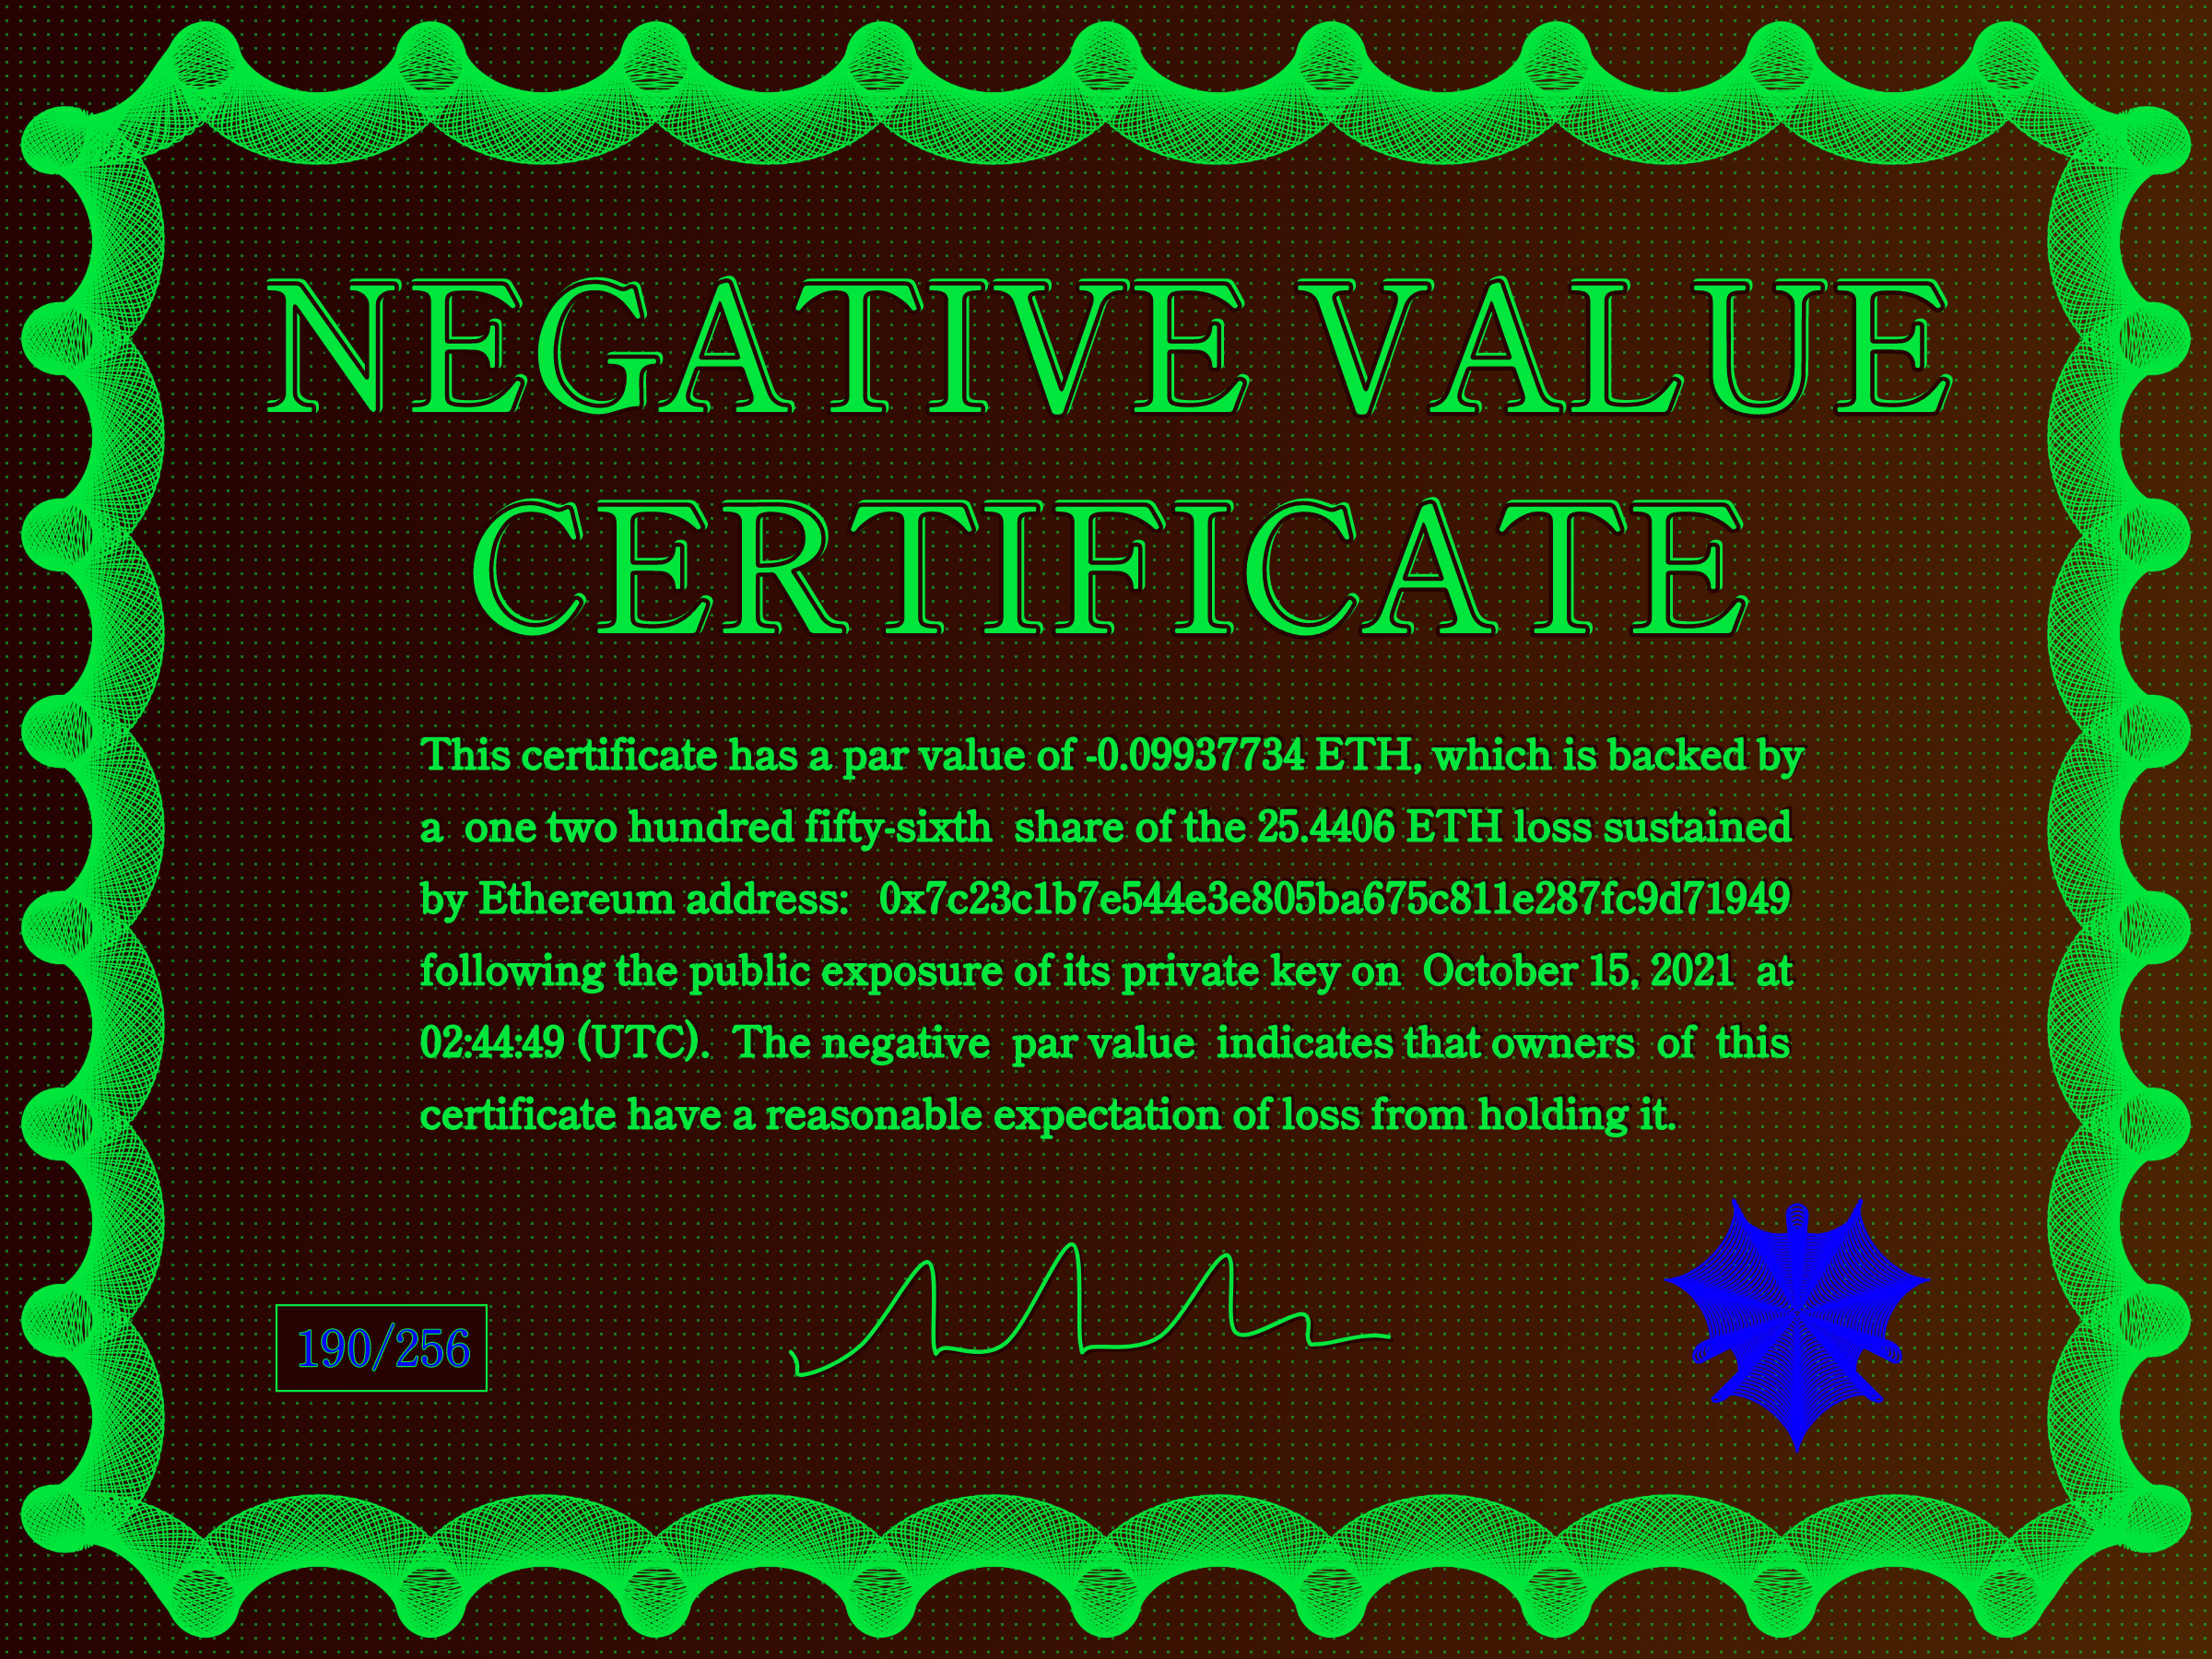 NEGATIVE VALUE
CERTIFICATE
This certificate has a par value of -0.09937734 ETH, which is backed by
a one two hundred fifty-sixth share of the 25.4406 ETH loss sustained
by Ethereum address: 0x7c23c1b7e544e3e805ba675c811e287fc9d71949
following the public exposure of its private key on October 15, 2021 at
02:44:49 (UTC). The negative par value indicates that owners of this
certificate have a reasonable expectation of loss from holding it.
190/256